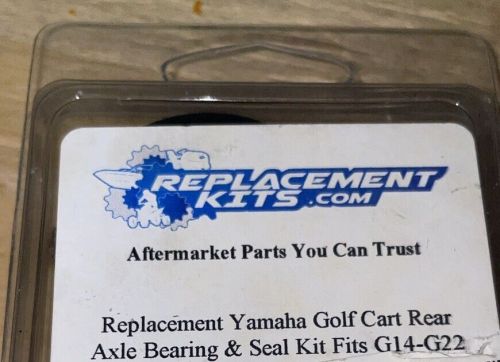 REPLACEMENT
KITS.COM
Aftermarket Parts You Can Trust
Replacement Yamaha Golf Cart Rear
Axle Bearing & Seal Kit Fits G14-G22